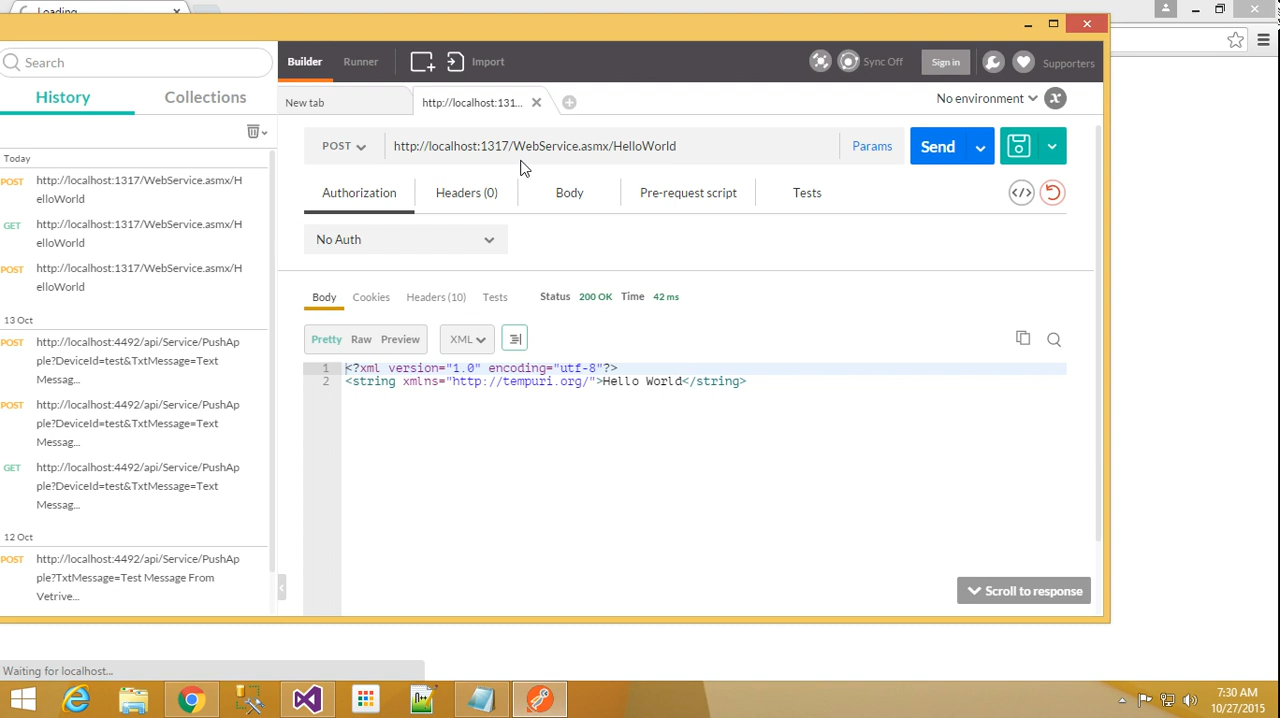 Loading
Search
Builder
Runner
Import
Sync Off
Sign in
Supporters
History
Collections
New tab
http://localhost:131...
No environment
Today
POST
http://localhost:1317/WebService.asmx/H
elloWorld
GET
http://localhost:1317/WebService.asmx/H
elloWorld
POST
http://localhost:1317/WebService.asmx/H
elloWorld
13 Oct
POST
http://localhost:4492/api/Service/PushAp
ple?DeviceId=test&TxtMessage=Text
Messag...
POST
http://localhost:4492/api/Service/PushAp
ple?DeviceId=test&TxtMessage=Text
Messag...
GET
http://localhost:4492/api/Service/PushAp
ple?DeviceId=test&TxtMessage=Text
Messag...
12 Oct
POST
http://localhost:4492/api/Service/PushAp
ple?TxtMessage=Test Message From
Vetrive...
POST
http://localhost:1317/WebService.asmx/HelloWorld
Params
Send
Authorization
Headers (0)
Body
Pre-request script
Tests
No Auth
Body
Cookies
Headers (10)
Tests
Status 200 OK Time 42 ms
Pretty
Raw
Preview
XML
1 <?xml version="1.0" encoding="utf-8"?>
2 <string xmlns="http://tempuri.org/">Hello World</string>
Scroll to response
Waiting for localhost...
7:30 AM
10/27/2015